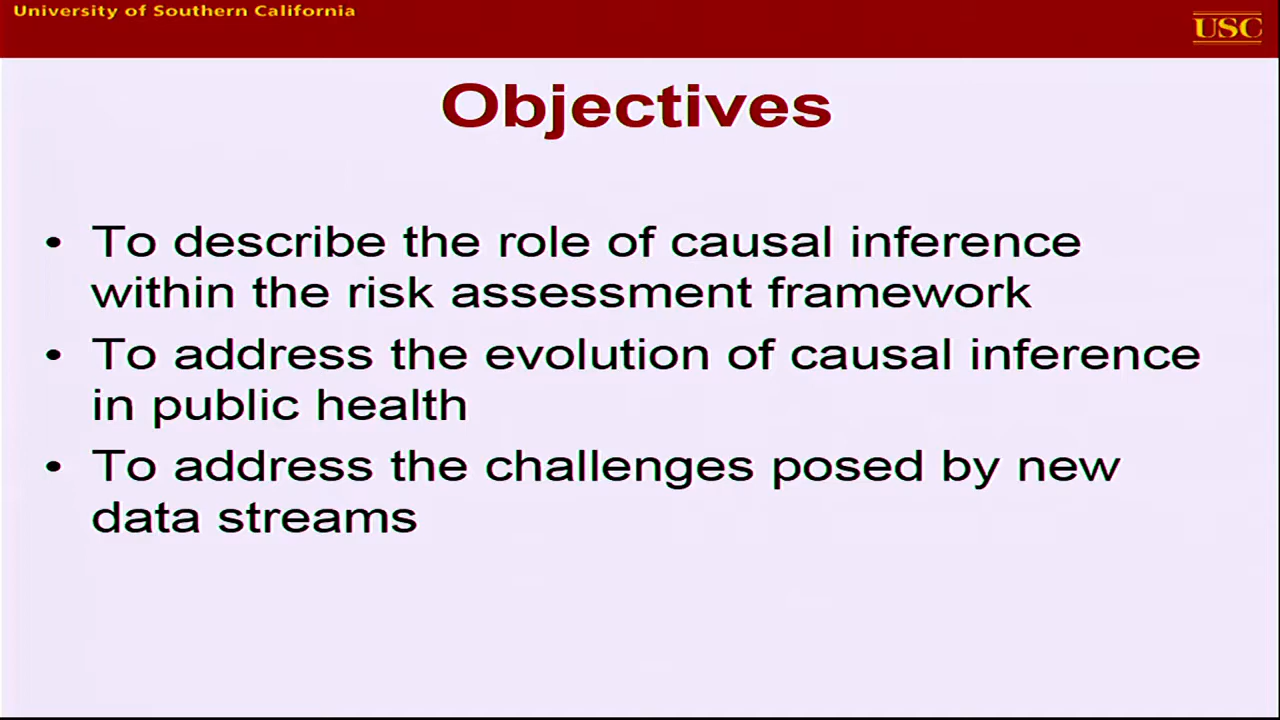 University of Southern California
USC
Objectives
• To describe the role of causal inference
within the risk assessment framework
• To address the evolution of causal inference
in public health
• To address the challenges posed by new
data streams